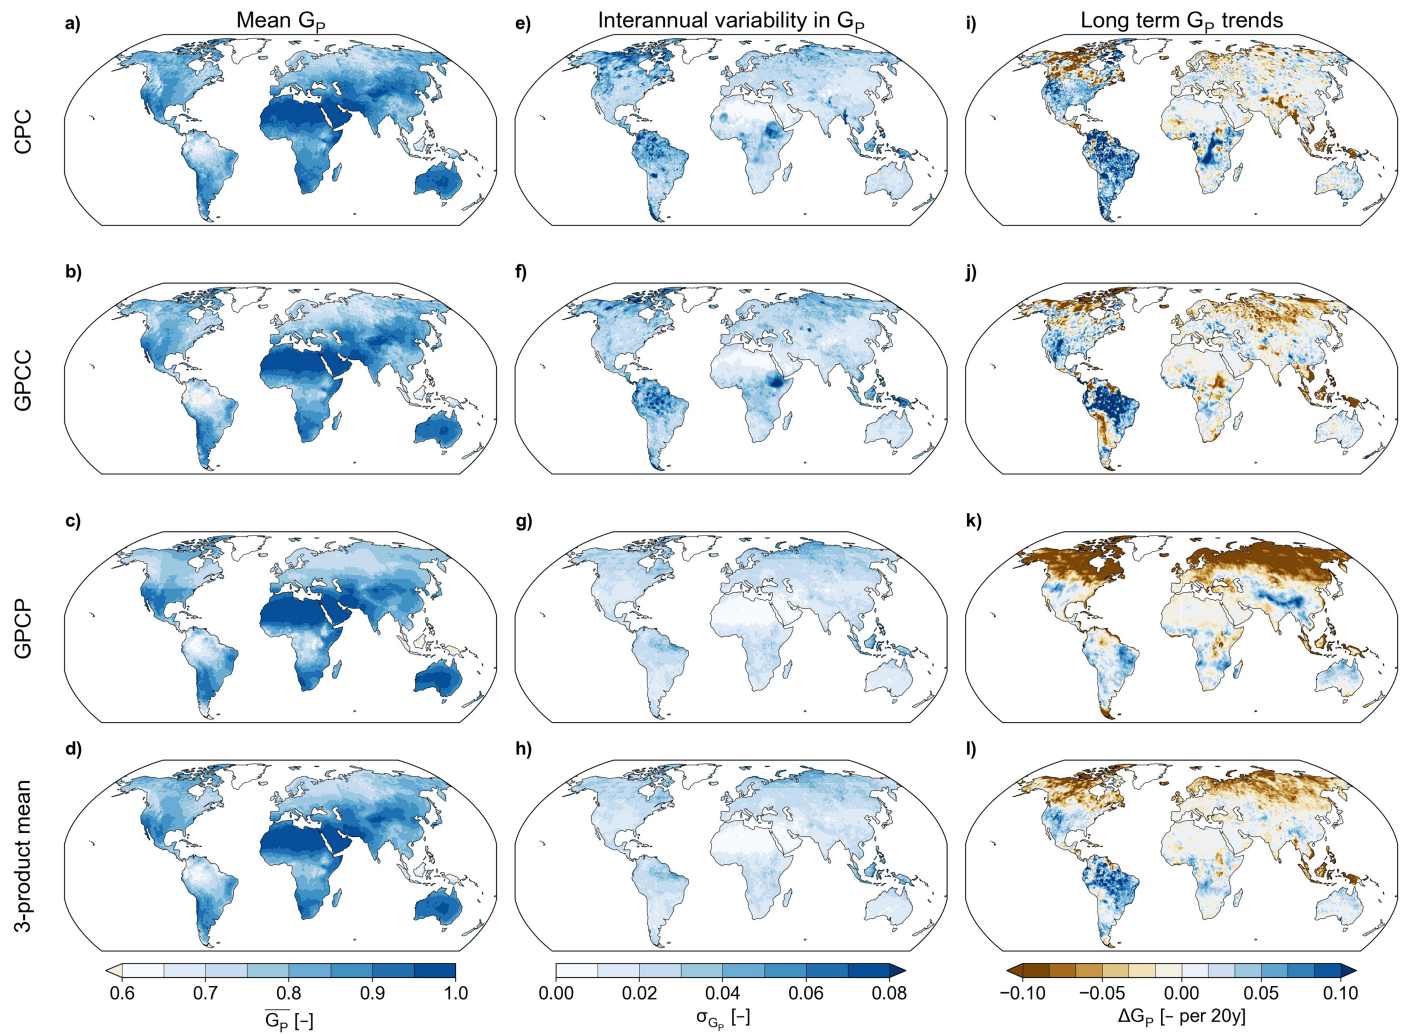 Mean G_P
Interannual variability in G_P
Long term G_P trends
a)
e)
i)
CPC
b)
f)
j)
GPCC
c)
g)
k)
GPCP
d)
h)
l)
3-product mean
0.6 0.7 0.8 0.9 1.0
G̅_P̅ [-]
0.00 0.02 0.04 0.06 0.08
σ_G_P [-]
−0.10 −0.05 0.00 0.05 0.10
ΔG_P [- per 20y]